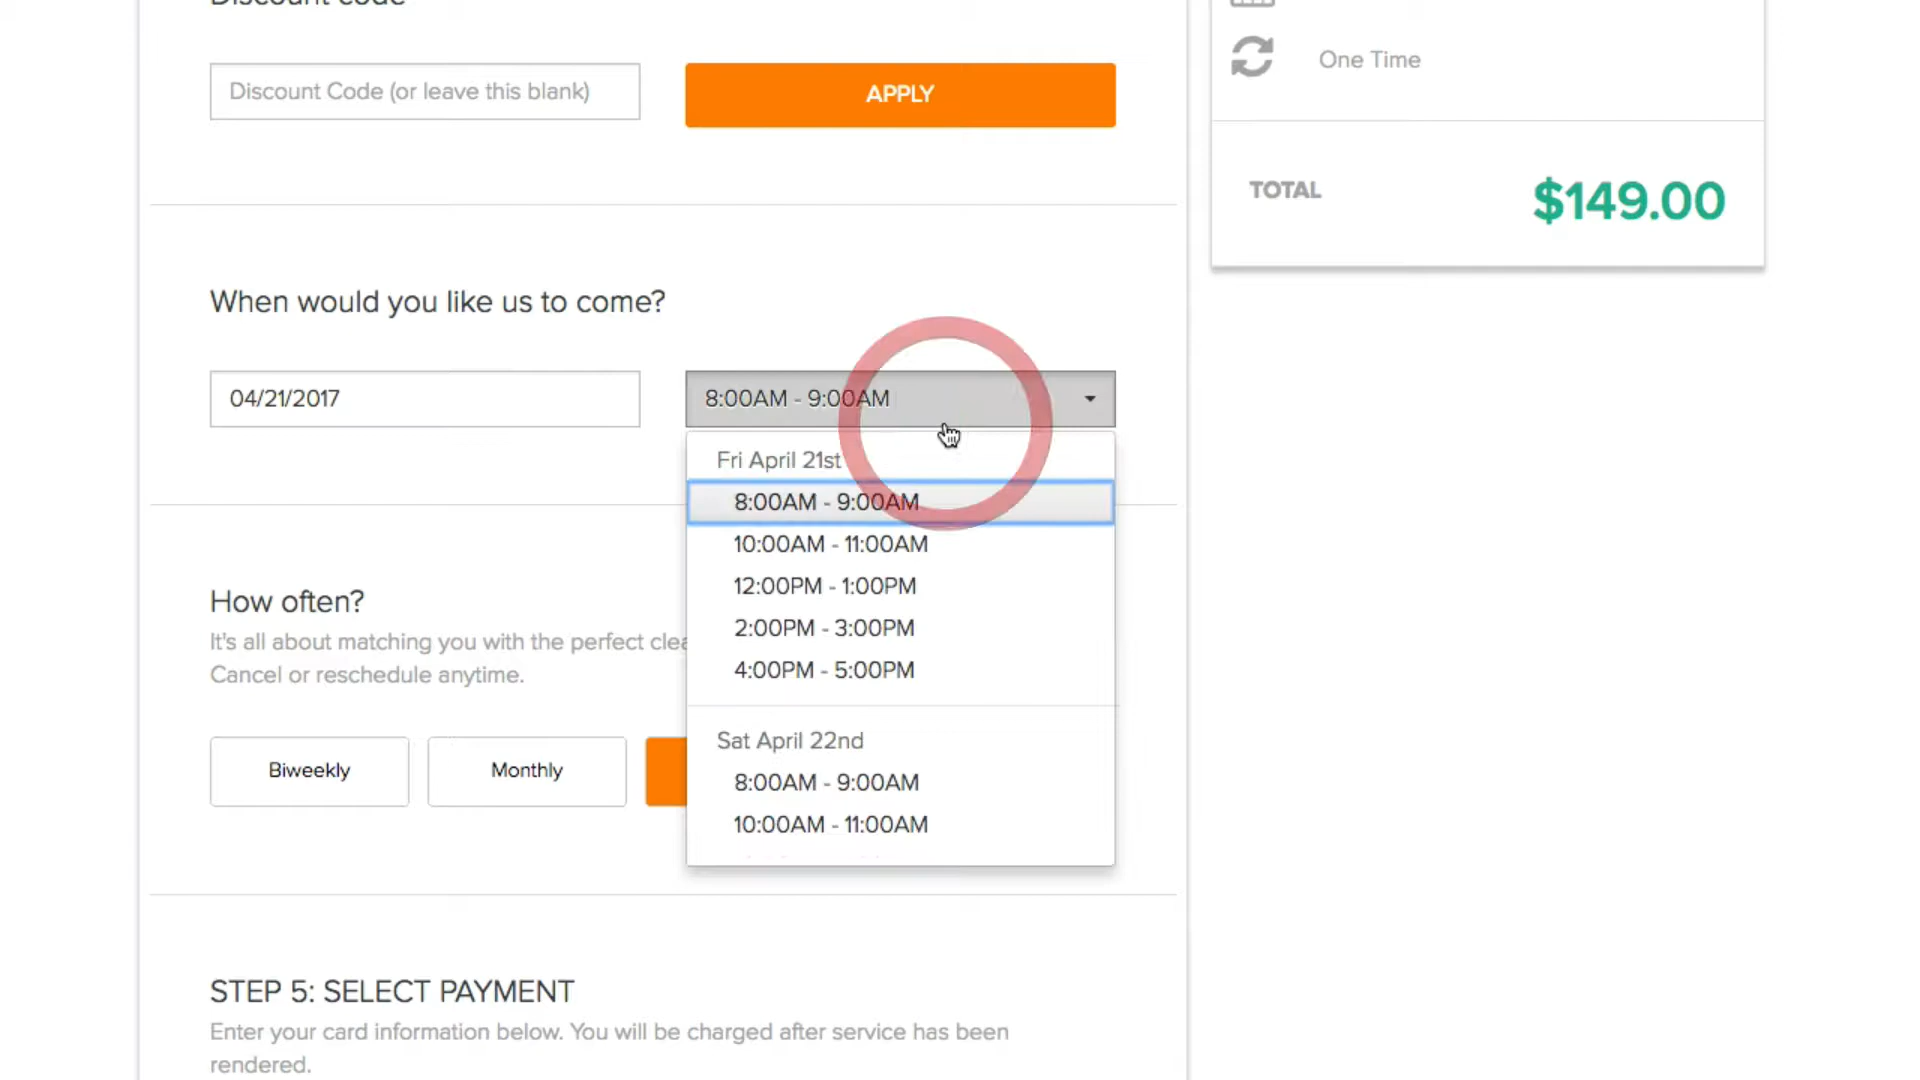 Discount code
Discount Code (or leave this blank)
APPLY
One Time
TOTAL
$149.00
When would you like us to come?
04/21/2017
8:00AM - 9:00AM
Fri April 21st
8:00AM - 9:00AM
10:00AM - 11:00AM
12:00PM - 1:00PM
2:00PM - 3:00PM
4:00PM - 5:00PM
Sat April 22nd
8:00AM - 9:00AM
10:00AM - 11:00AM
How often?
It's all about matching you with the perfect clea
Cancel or reschedule anytime.
Biweekly
Monthly
STEP 5: SELECT PAYMENT
Enter your card information below. You will be charged after service has been
rendered.